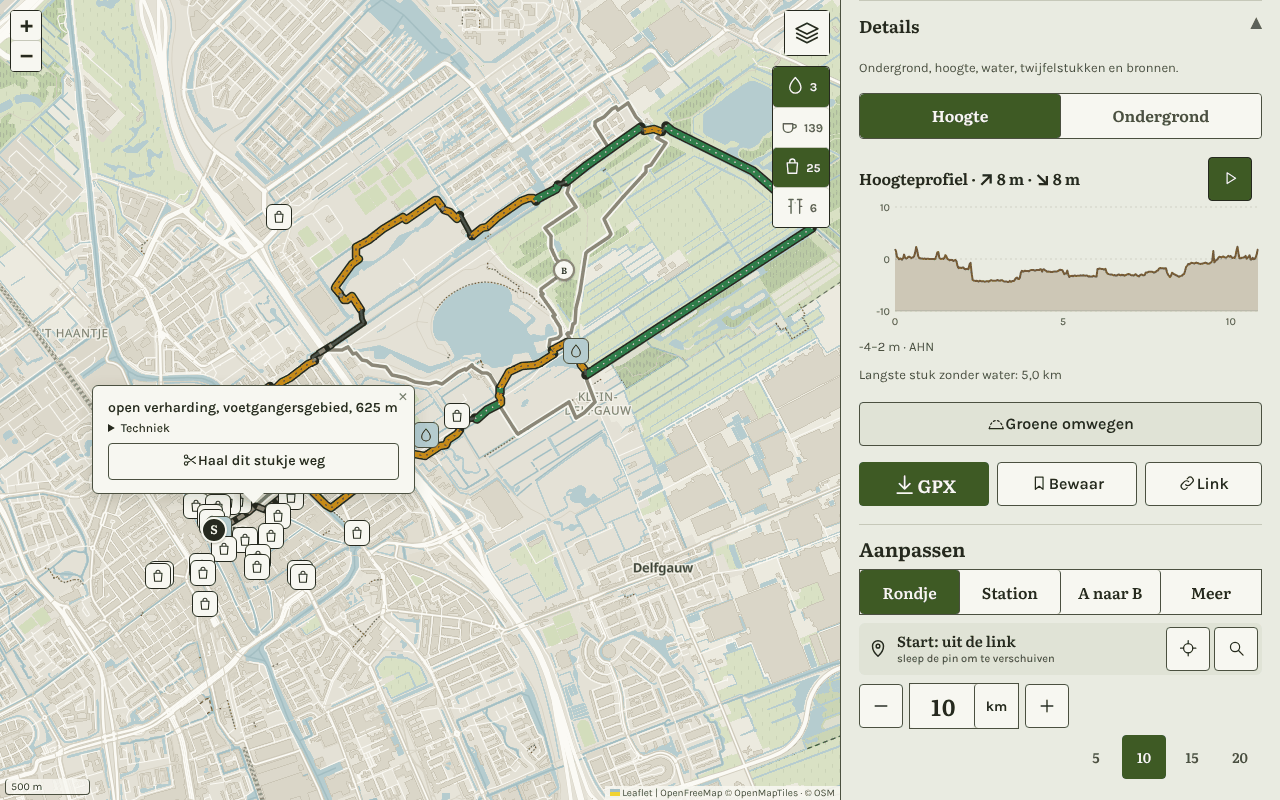 +
−
3
139
25
6
B
'T HAANTJE
KLEIN-
DELFGAUW
×
open verharding, voetgangersgebied, 625 m
Techniek
Haal dit stukje weg
S
Delfgauw
500 m
Leaflet | OpenFreeMap © OpenMapTiles · © OSM
Details
Ondergrond, hoogte, water, twijfelstukken en bronnen.
Hoogte
Ondergrond
Hoogteprofiel · ↗ 8 m · ↘ 8 m
10
0
-10
0
5
10
-4–2 m · AHN
Langste stuk zonder water: 5,0 km
Groene omwegen
GPX
Bewaar
Link
Aanpassen
Rondje
Station
A naar B
Meer
Start: uit de link
sleep de pin om te verschuiven
−
10
km
+
5
10
15
20